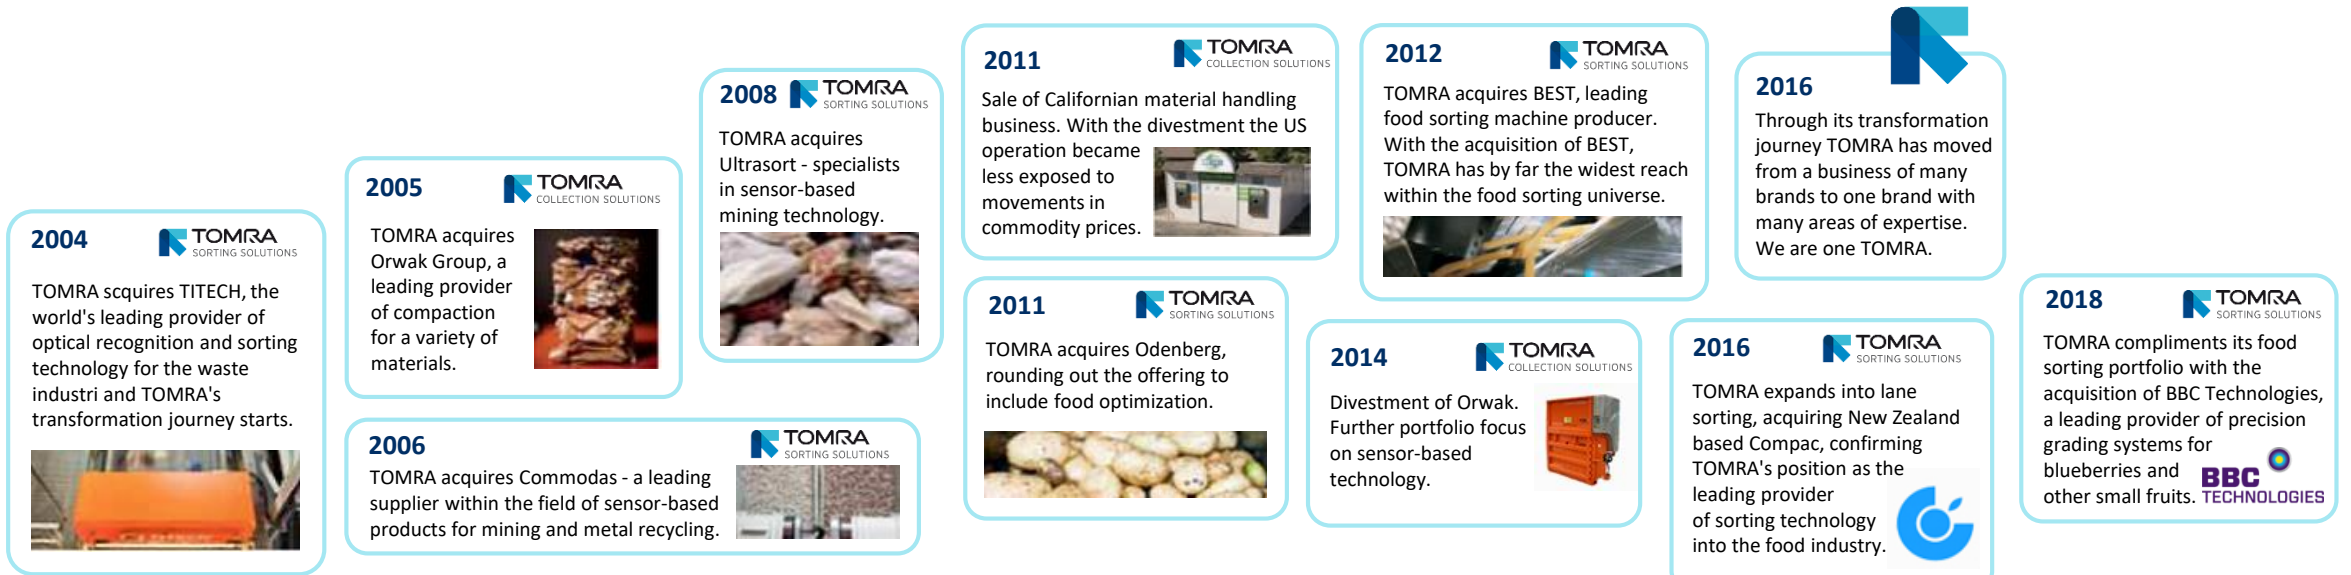 2004
TOMRA
SORTING SOLUTIONS
TOMRA scquires TITECH, the
world's leading provider of
optical recognition and sorting
technology for the waste
industri and TOMRA's
transformation journey starts.
2005
TOMRA
COLLECTION SOLUTIONS
TOMRA acquires
Orwak Group, a
leading provider
of compaction
for a variety of
materials.
2006
TOMRA
SORTING SOLUTIONS
TOMRA acquires Commodas - a leading
supplier within the field of sensor-based
products for mining and metal recycling.
2008
TOMRA
SORTING SOLUTIONS
TOMRA acquires
Ultrasort - specialists
in sensor-based
mining technology.
2011
TOMRA
COLLECTION SOLUTIONS
Sale of Californian material handling
business. With the divestment the US
operation became
less exposed to
movements in
commodity prices.
2011
TOMRA
SORTING SOLUTIONS
TOMRA acquires Odenberg,
rounding out the offering to
include food optimization.
2012
TOMRA
SORTING SOLUTIONS
TOMRA acquires BEST, leading
food sorting machine producer.
With the acquisition of BEST,
TOMRA has by far the widest reach
within the food sorting universe.
2014
TOMRA
COLLECTION SOLUTIONS
Divestment of Orwak.
Further portfolio focus
on sensor-based
technology.
2016
Through its transformation
journey TOMRA has moved
from a business of many
brands to one brand with
many areas of expertise.
We are one TOMRA.
2016
TOMRA
SORTING SOLUTIONS
TOMRA expands into lane
sorting, acquiring New Zealand
based Compac, confirming
TOMRA's position as the
leading provider
of sorting technology
into the food industry.
2018
TOMRA
SORTING SOLUTIONS
TOMRA compliments its food
sorting portfolio with the
acquisition of BBC Technologies,
a leading provider of precision
grading systems for
blueberries and
other small fruits.
BBC
TECHNOLOGIES